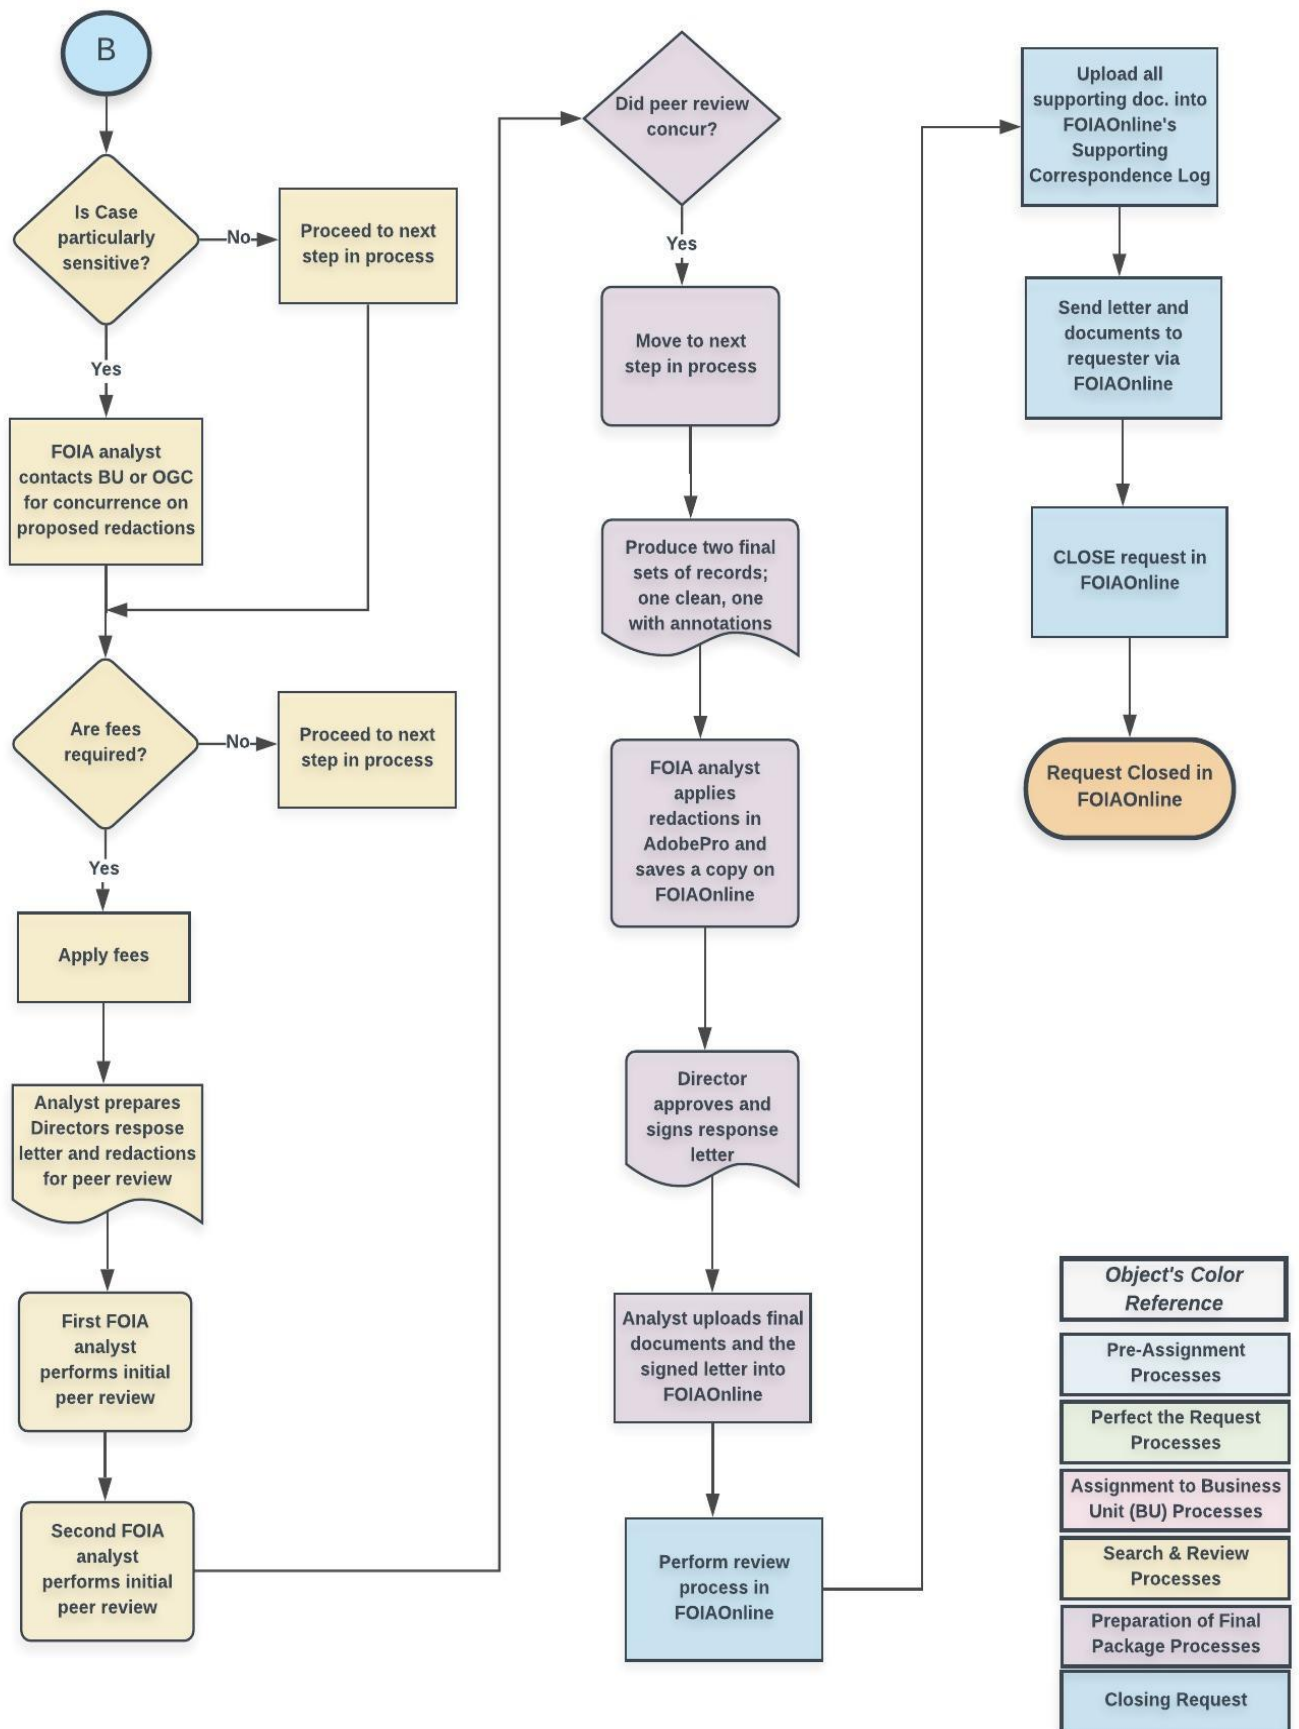 B
Is Case
particularly
sensitive?
No
Proceed to next
step in process
Yes
FOIA analyst
contacts BU or OGC
for concurrence on
proposed redactions
Are fees
required?
No
Proceed to next
step in process
Yes
Apply fees
Analyst prepares
Directors respose
letter and redactions
for peer review
First FOIA
analyst
performs initial
peer review
Second FOIA
analyst
performs initial
peer review
Did peer review
concur?
Yes
Move to next
step in process
Produce two final
sets of records;
one clean, one
with annotations
FOIA analyst
applies
redactions in
AdobePro and
saves a copy on
FOIAOnline
Director
approves and
signs response
letter
Analyst uploads final
documents and the
signed letter into
FOIAOnline
Perform review
process in
FOIAOnline
Upload all
supporting doc. into
FOIAOnline's
Supporting
Correspondence Log
Send letter and
documents to
requester via
FOIAOnline
CLOSE request in
FOIAOnline
Request Closed in
FOIAOnline
Object's Color
Reference
Pre-Assignment
Processes
Perfect the Request
Processes
Assignment to Business
Unit (BU) Processes
Search & Review
Processes
Preparation of Final
Package Processes
Closing Request